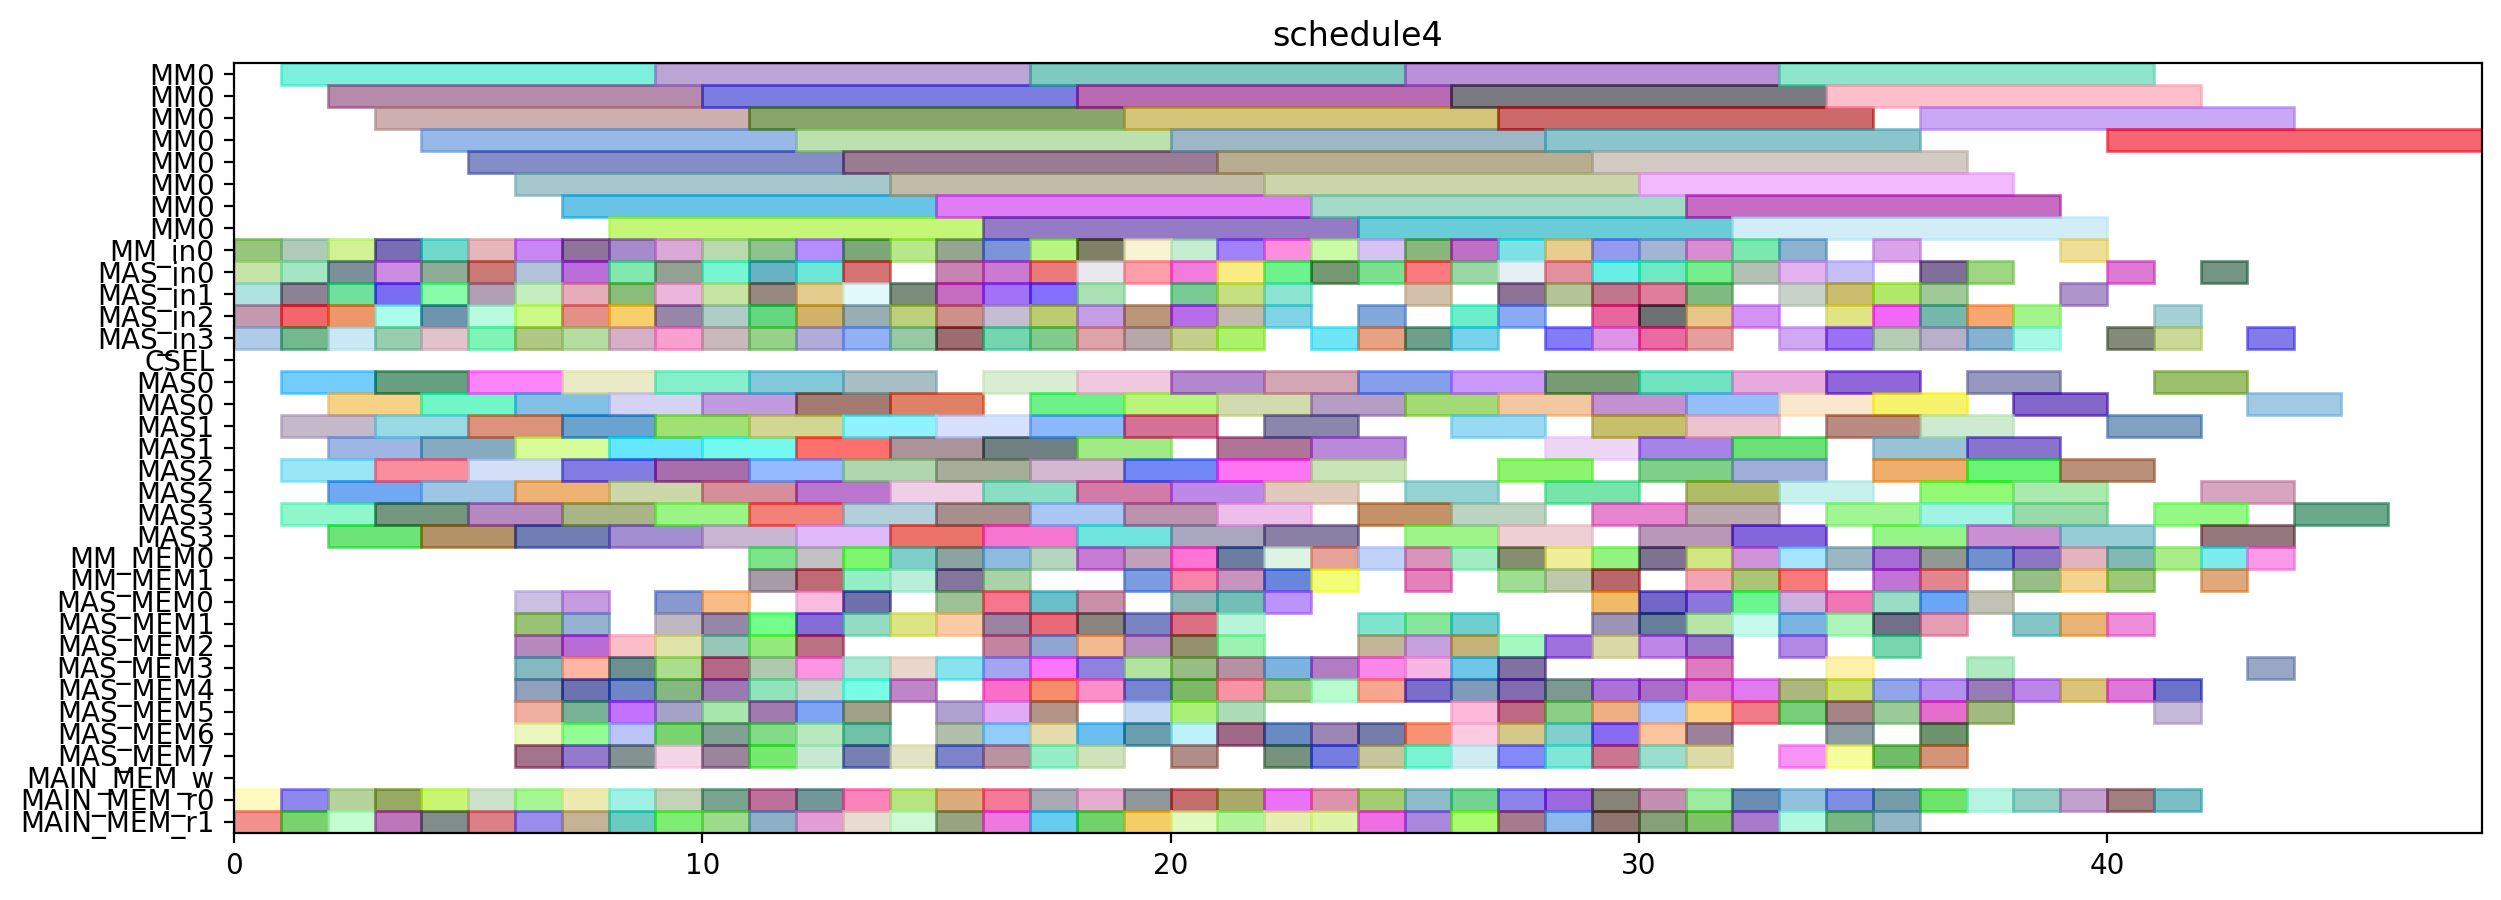 schedule4
MM0
MM0
MM0
MM0
MM0
MM0
MM0
MM0
MM_in0
MAS_in0
MAS_in1
MAS_in2
MAS_in3
CSEL
MAS0
MAS0
MAS1
MAS1
MAS2
MAS2
MAS3
MAS3
MM_MEM0
MM_MEM1
MAS_MEM0
MAS_MEM1
MAS_MEM2
MAS_MEM3
MAS_MEM4
MAS_MEM5
MAS_MEM6
MAS_MEM7
MAIN_MEM_w
MAIN_MEM_r0
MAIN_MEM_r1
0 10 20 30 40